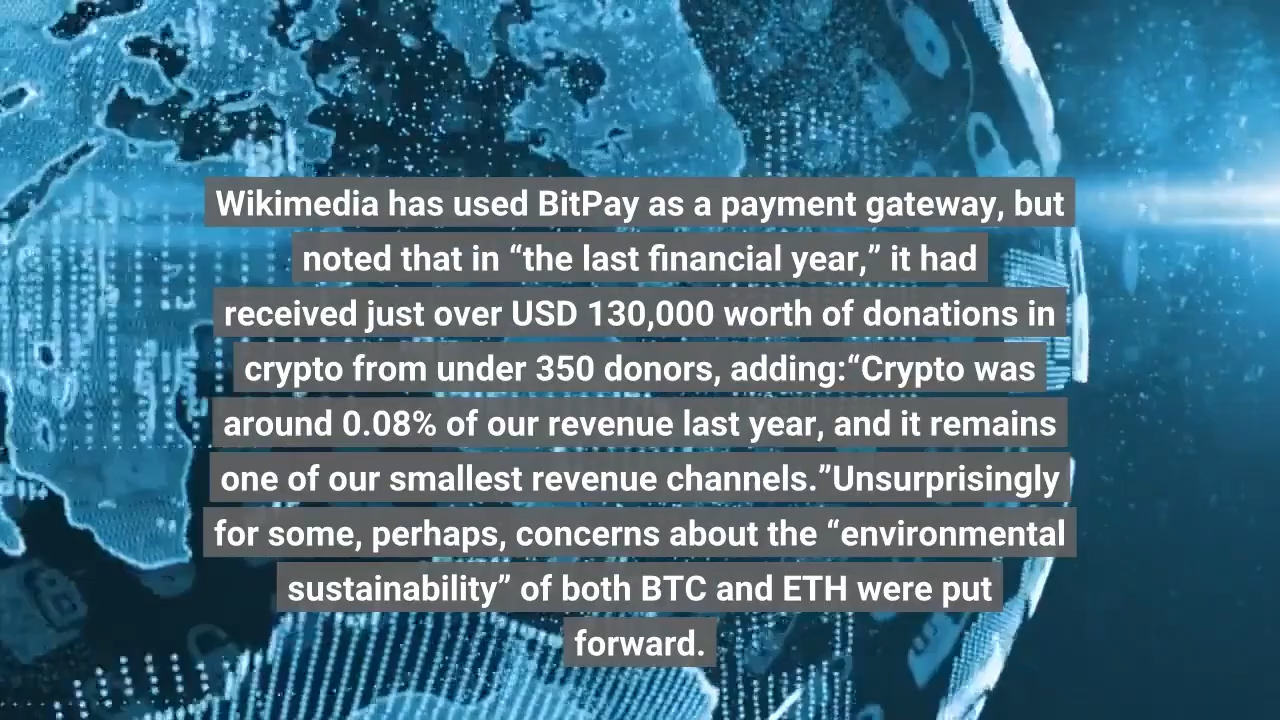 Wikimedia has used BitPay as a payment gateway, but
noted that in “the last financial year,” it had
received just over USD 130,000 worth of donations in
crypto from under 350 donors, adding:“Crypto was
around 0.08% of our revenue last year, and it remains
one of our smallest revenue channels.”Unsurprisingly
for some, perhaps, concerns about the “environmental
sustainability” of both BTC and ETH were put
forward.